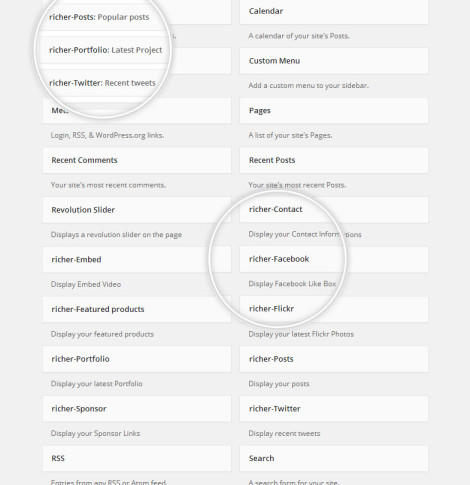 richer-Posts: Popular posts
Calendar
s.
A calendar of your site's Posts.
richer-Portfolio: Latest Project
Custom Menu
richer-Twitter: Recent tweets
Add a custom menu to your sidebar.
Pages
Login, RSS, & WordPress.org links.
A list of your site's Pages.
Recent Comments
Recent Posts
Your site's most recent comments.
Your site's most recent Posts.
Revolution Slider
richer-Contact
Displays a revolution slider on the page
Display your Contact
richer-Embed
richer-Facebook
Display Embed Video
Display Facebook Like Box
richer-Featured products
richer-Flickr
Display your featured products
Display your latest Flickr Photos
richer-Portfolio
richer-Posts
Display your latest Portfolio
Display your posts
richer-Sponsor
richer-Twitter
Display your Sponsor Links
Display recent tweets
RSS
Search
Entries from any RSS or Atom feed.
A search form for your site.